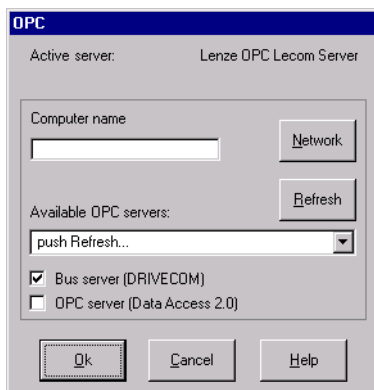 OPC
Active server: Lenze OPC Lecom Server
Computer name
Network
Refresh
Available OPC servers:
push Refresh...
Bus server (DRIVECOM)
OPC server (Data Access 2.0)
Ok Cancel Help